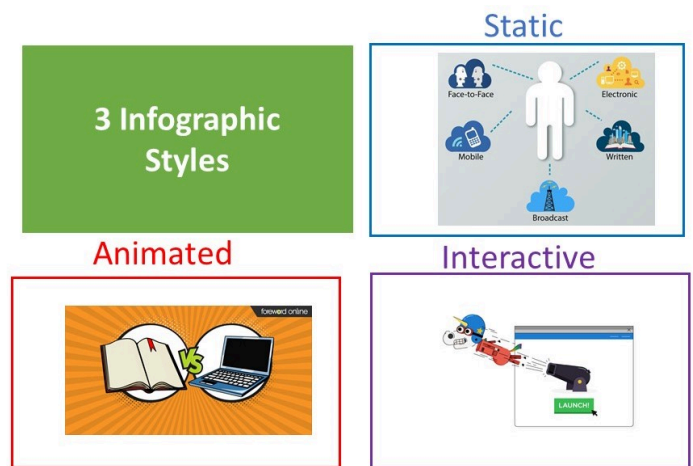 Static
3 Infographic
Styles
Face-to-Face
Electronic
Mobile
Written
Broadcast
Animated
Interactive
foreword online
VS
LAUNCH!